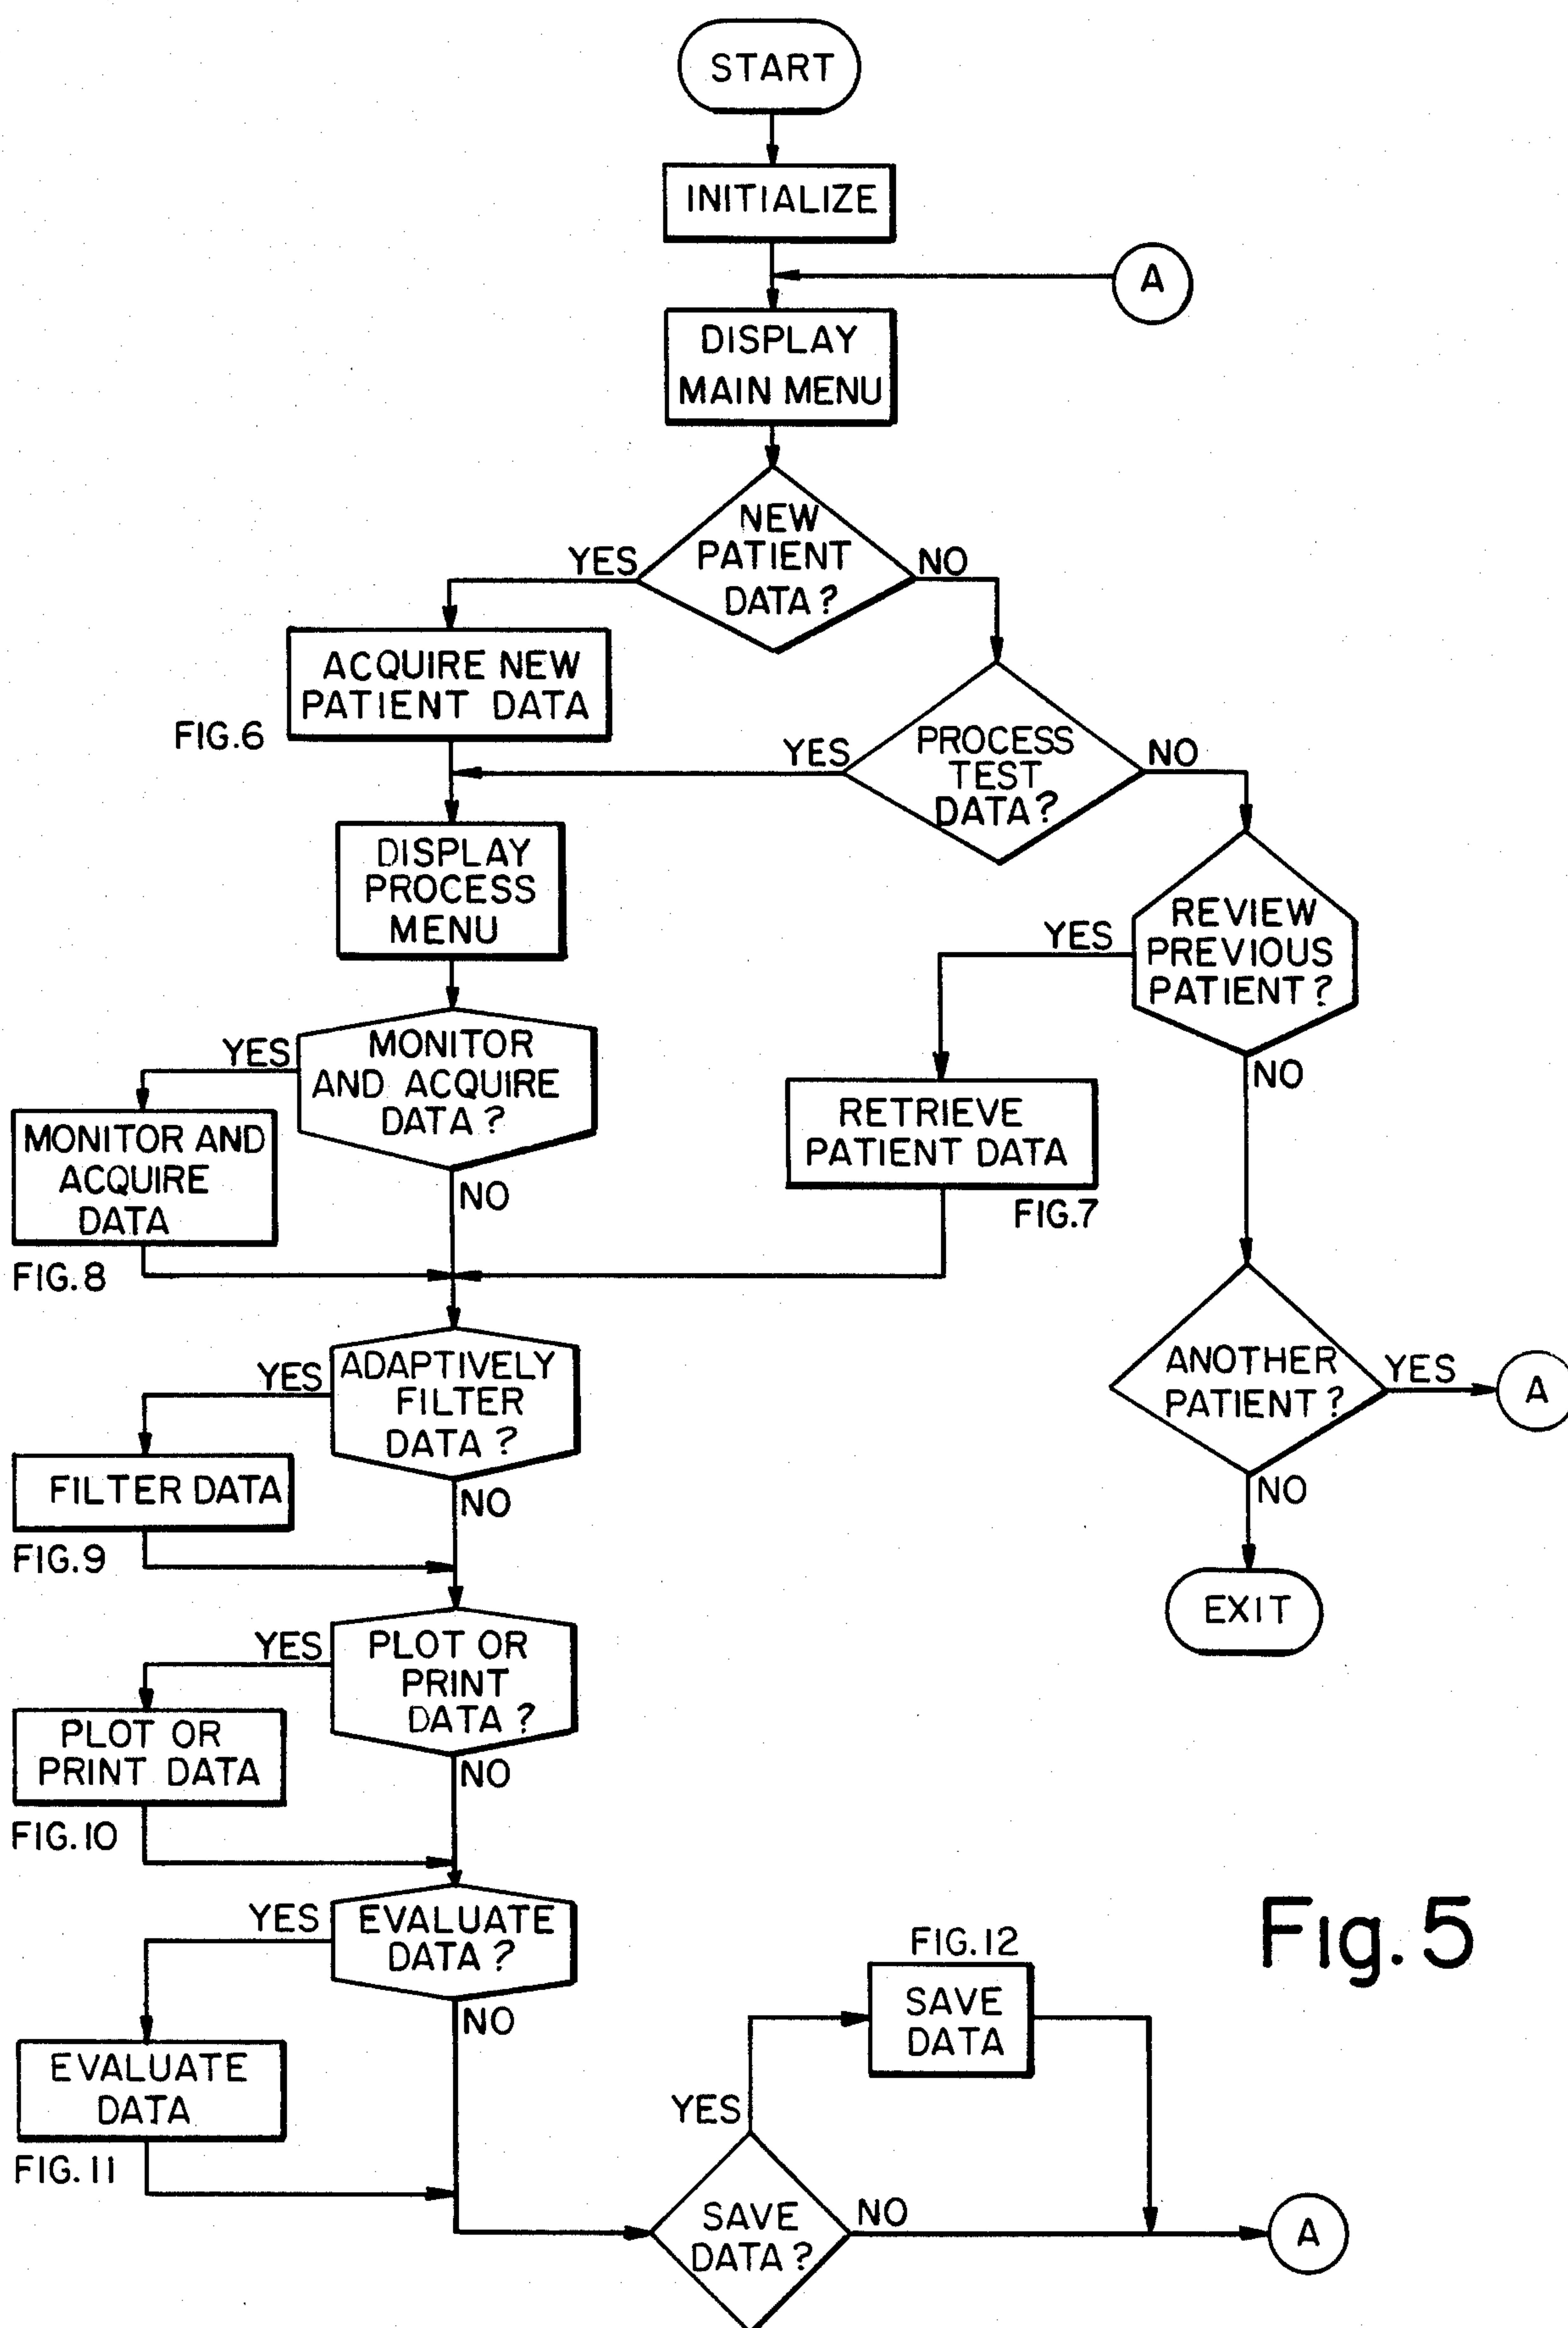 START
INITIALIZE
A
DISPLAY
MAIN MENU
NEW
PATIENT
DATA?
YES
NO
ACQUIRE NEW
PATIENT DATA
FIG.6
PROCESS
TEST
DATA?
YES
NO
DISPLAY
PROCESS
MENU
REVIEW
PREVIOUS
PATIENT?
YES
NO
MONITOR
AND ACQUIRE
DATA?
YES
NO
MONITOR AND
ACQUIRE
DATA
FIG.8
RETRIEVE
PATIENT DATA
FIG.7
ADAPTIVELY
FILTER
DATA?
YES
NO
FILTER DATA
FIG.9
ANOTHER
PATIENT?
YES
A
NO
EXIT
PLOT OR
PRINT
DATA?
YES
NO
PLOT OR
PRINT DATA
FIG.10
EVALUATE
DATA?
YES
NO
EVALUATE
DATA
FIG.11
Fig.5
FIG.12
SAVE
DATA
YES
SAVE
DATA?
NO
A